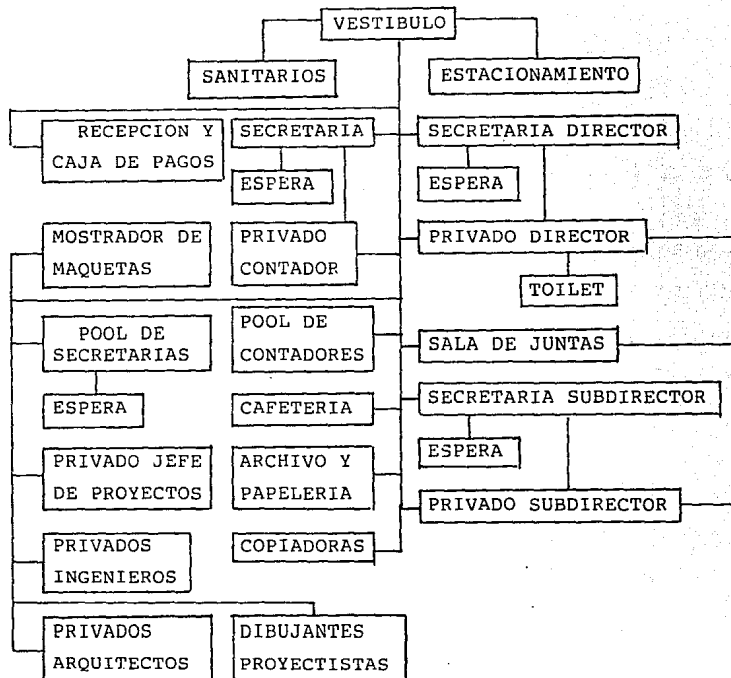 VESTIBULO
SANITARIOS
ESTACIONAMIENTO
RECEPCION Y
CAJA DE PAGOS
SECRETARIA
SECRETARIA DIRECTOR
ESPERA
ESPERA
MOSTRADOR DE
MAQUETAS
PRIVADO
CONTADOR
PRIVADO DIRECTOR
TOILET
POOL DE
SECRETARIAS
POOL DE
CONTADORES
SALA DE JUNTAS
ESPERA
CAFETERIA
SECRETARIA SUBDIRECTOR
ESPERA
PRIVADO JEFE
DE PROYECTOS
ARCHIVO Y
PAPELERIA
PRIVADO SUBDIRECTOR
PRIVADOS
INGENIEROS
COPIADORAS
PRIVADOS
ARQUITECTOS
DIBUJANTES
PROYECTISTAS